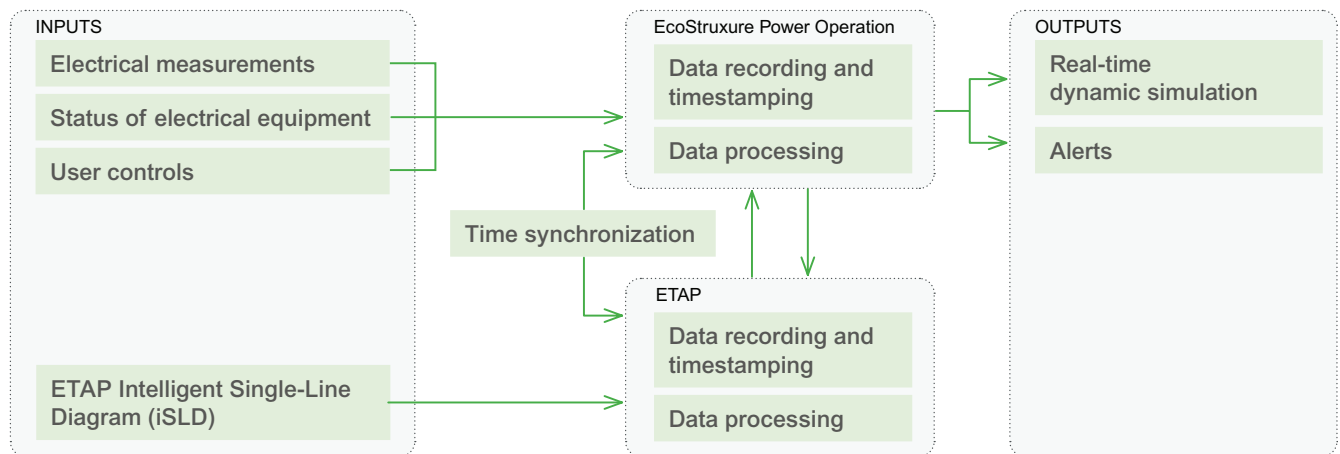 INPUTS
Electrical measurements
Status of electrical equipment
User controls
ETAP Intelligent Single-Line
Diagram (iSLD)
Time synchronization
EcoStruxure Power Operation
Data recording and
timestamping
Data processing
ETAP
Data recording and
timestamping
Data processing
OUTPUTS
Real-time
dynamic simulation
Alerts